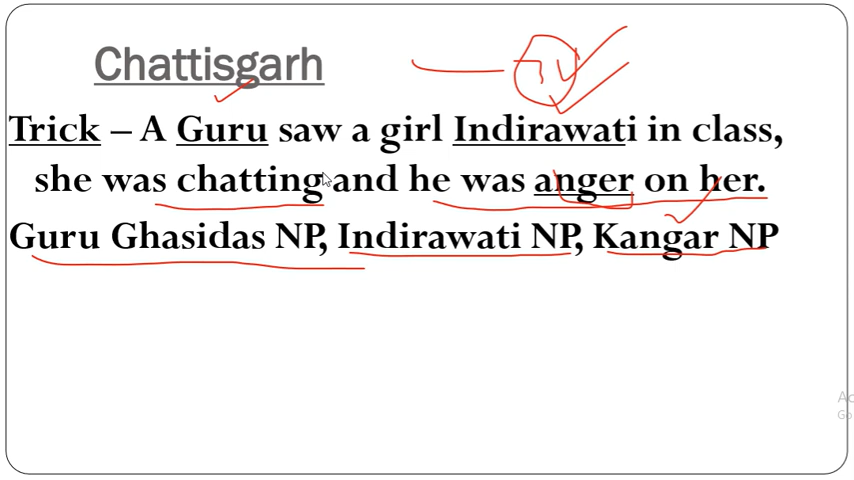 Chattisgarh
Trick – A Guru saw a girl Indirawati in class,
she was chatting and he was anger on her.
Guru Ghasidas NP, Indirawati NP, Kangar NP